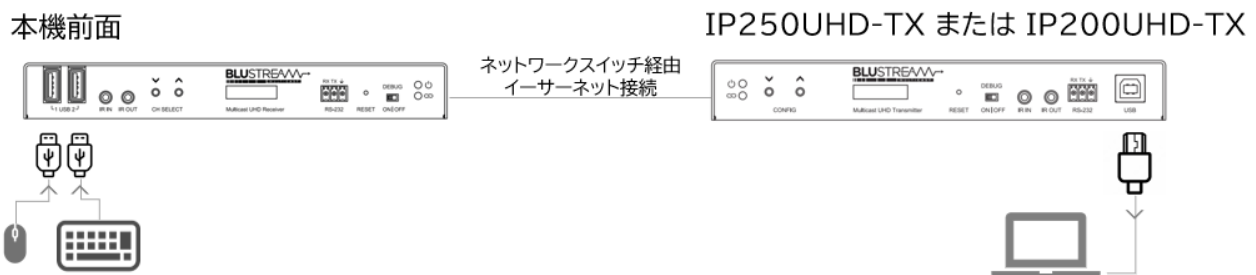 本機前面
IP250UHD-TX または IP200UHD-TX
ネットワークスイッチ経由
イーサーネット接続
BLUSTREAM
1 USB 2
IR IN
IR OUT
CH SELECT
Multicast UHD Receiver
RX TX
RS-232
RESET
DEBUG
ON OFF
BLUSTREAM
CONFIG
Multicast UHD Transmitter
RESET
DEBUG
ON OFF
IR IN
IR OUT
RX TX
RS-232
USB